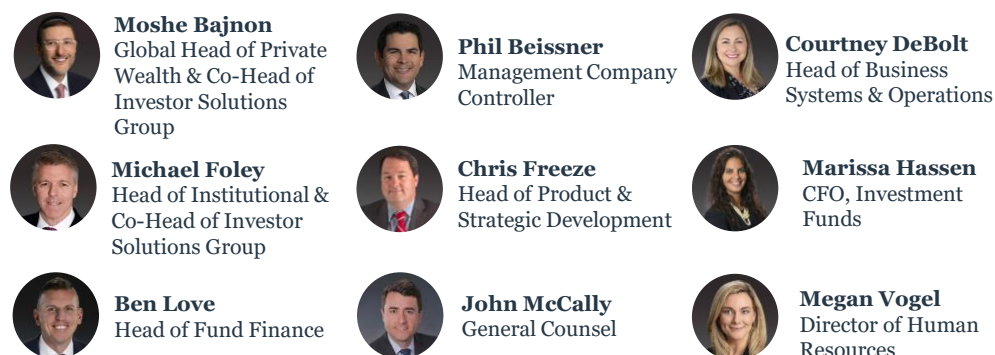 Moshe Bajnon
Global Head of Private
Wealth & Co-Head of
Investor Solutions
Group
Phil Beissner
Management Company
Controller
Courtney DeBolt
Head of Business
Systems & Operations
Michael Foley
Head of Institutional &
Co-Head of Investor
Solutions Group
Chris Freeze
Head of Product &
Strategic Development
Marissa Hassen
CFO, Investment
Funds
Ben Love
Head of Fund Finance
John McCally
General Counsel
Megan Vogel
Director of Human
Resources